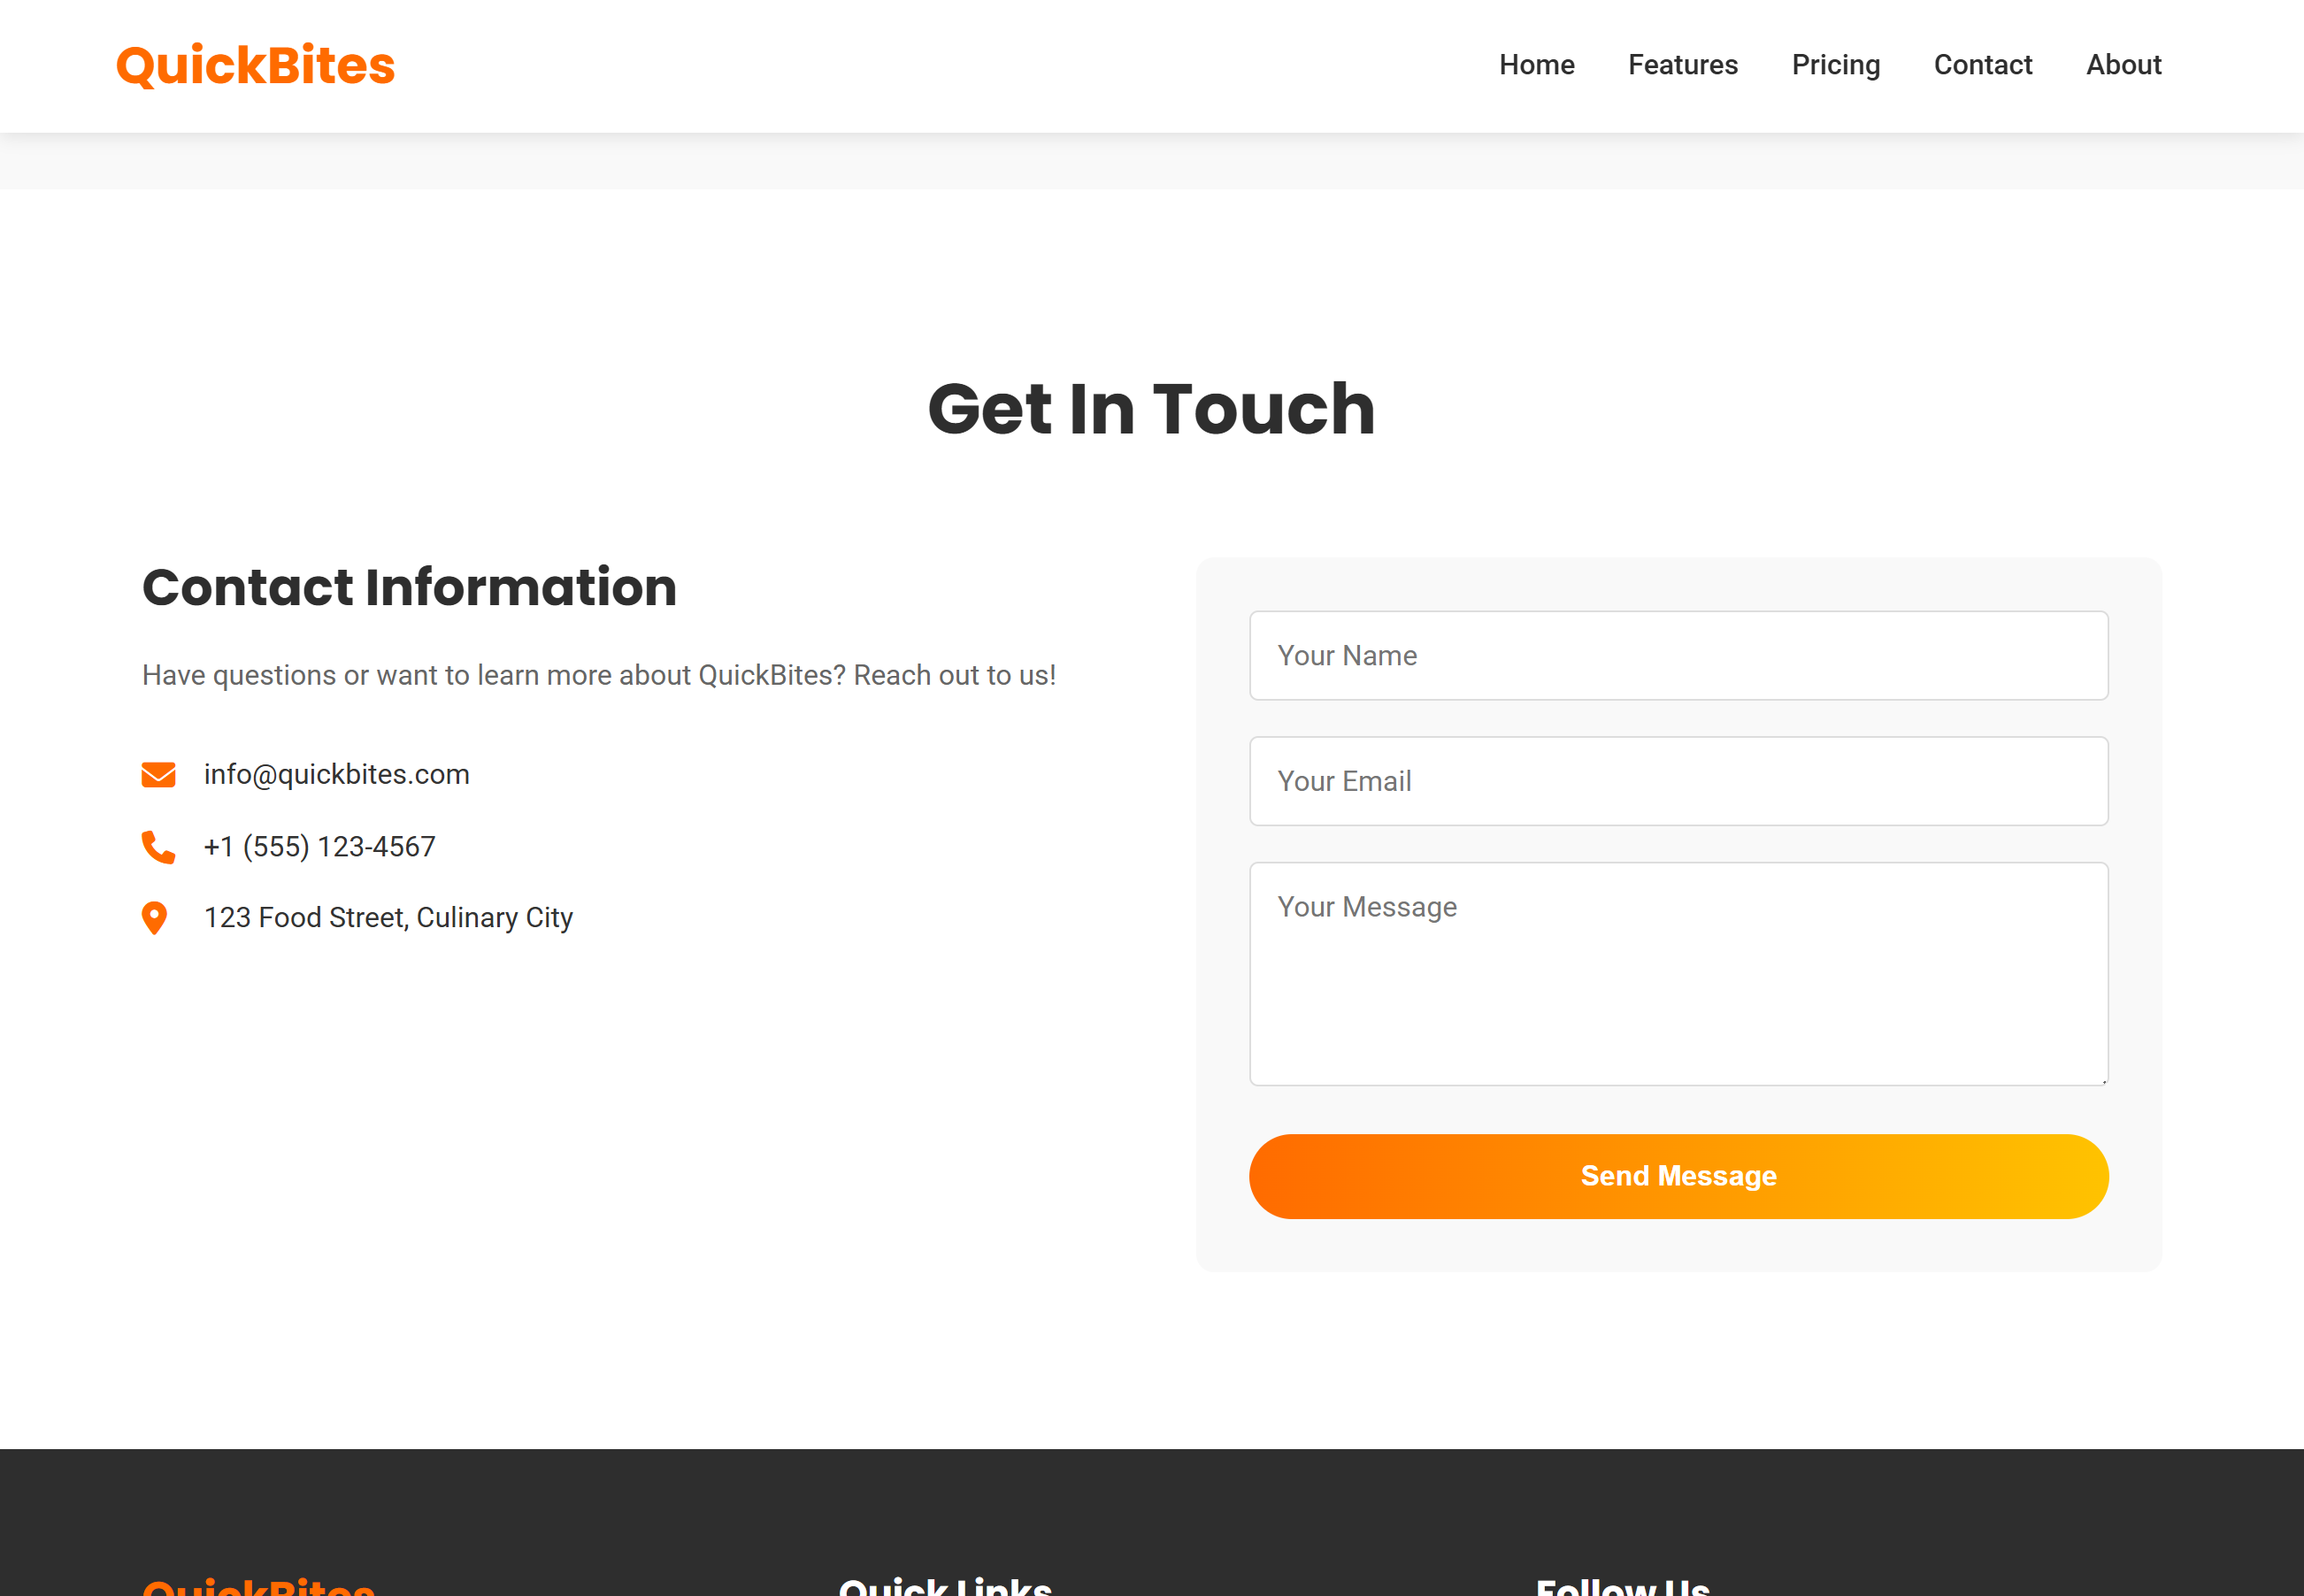 QuickBites
Home Features Pricing Contact About
Get In Touch
Contact Information
Have questions or want to learn more about QuickBites? Reach out to us!
info@quickbites.com
+1 (555) 123-4567
123 Food Street, Culinary City
Your Name
Your Email
Your Message
Send Message
QuickBites
Quick Links
Follow Us